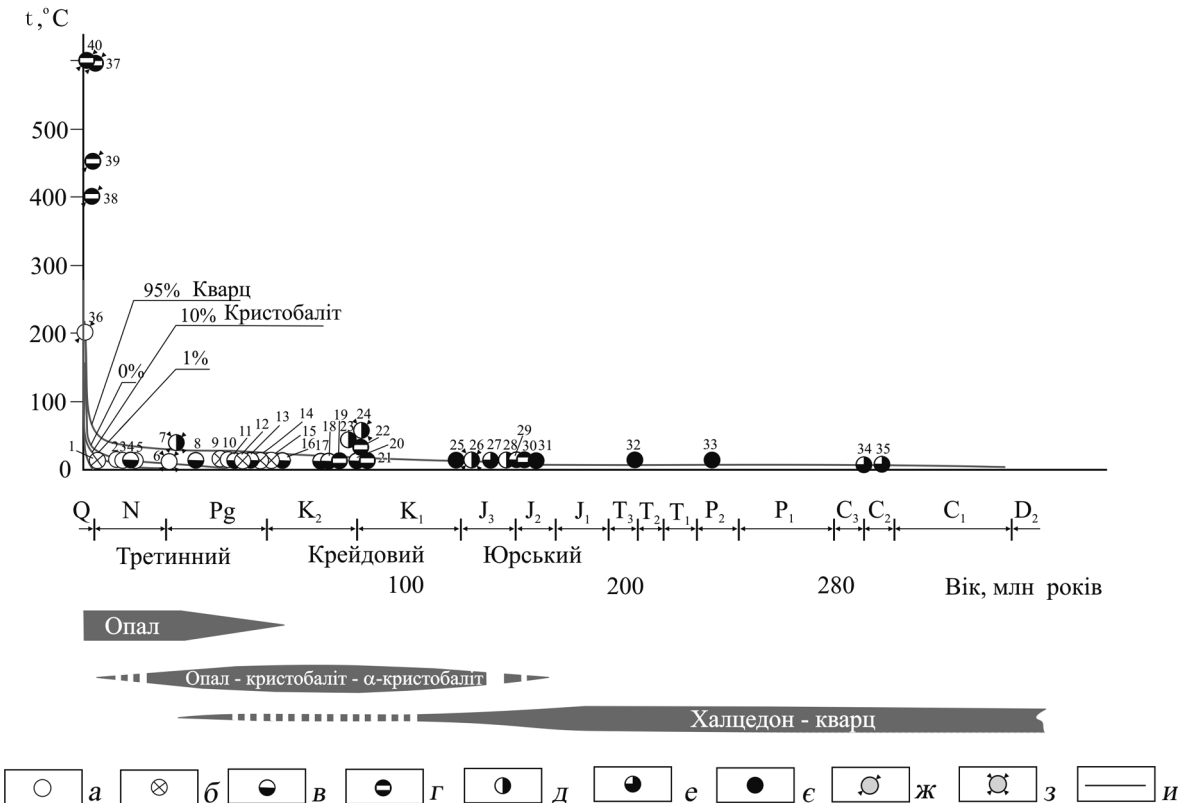 t,°C
40
37
500
39
400
38
300
95% Кварц
10% Кристобаліт
36
200
1%
0%
100
1 2 3 4 5 6 7 8 9 10 11 12 13 14 15 16 17 18 19 20 21 22 23 24 25 26 27 28 29 30 31 32 33 34 35
0
Q N Pg K₂ K₁ J₃ J₂ J₁ T₃ T₂ T₁ P₂ P₁ C₃ C₂ C₁ D₂
Третинний Крейдовий Юрський
100 200 280 Вік, млн років
Опал
Опал - кристобаліт - α-кристобаліт
Халцедон - кварц
а б в г д е є ж з и